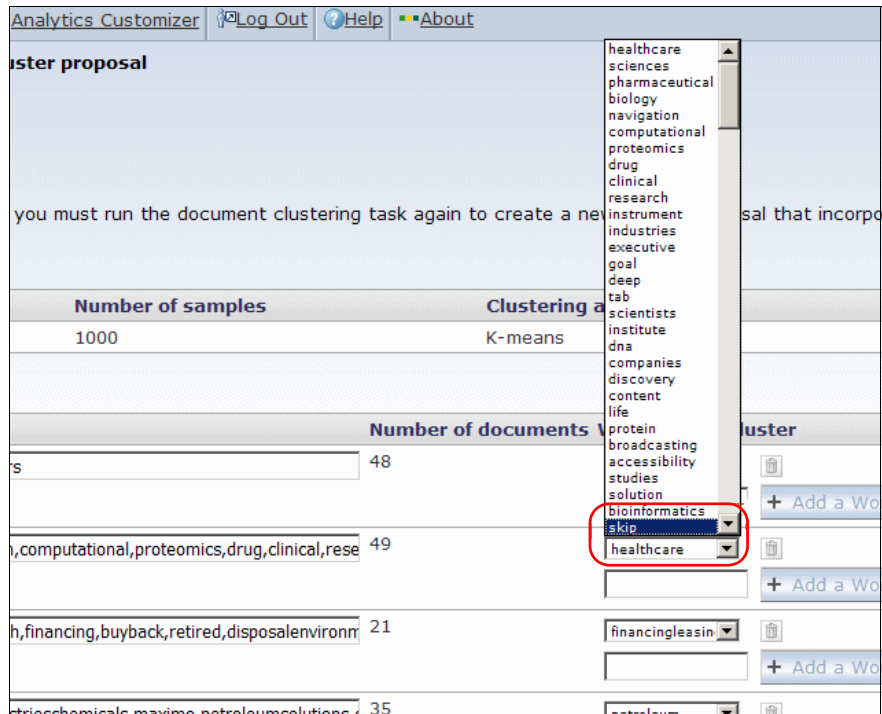 Analytics Customizer Log Out Help About
uster proposal
healthcare
sciences
pharmaceutical
biology
navigation
computational
proteomics
drug
clinical
research
instrument
industries
executive
goal
deep
tab
scientists
institute
dna
companies
discovery
content
life
protein
broadcasting
accessibility
studies
solution
bioinformatics
skip
you must run the document clustering task again to create a ne sal that incorpo
Number of samples Clustering a
1000 K-means
Number of documents luster
rs 48
+ Add a Wo
,computational,proteomics,drug,clinical,rese 49 healthcare
+ Add a Wo
h,financing,buyback,retired,disposalenvironm 21 financingleasin
+ Add a Wo
35